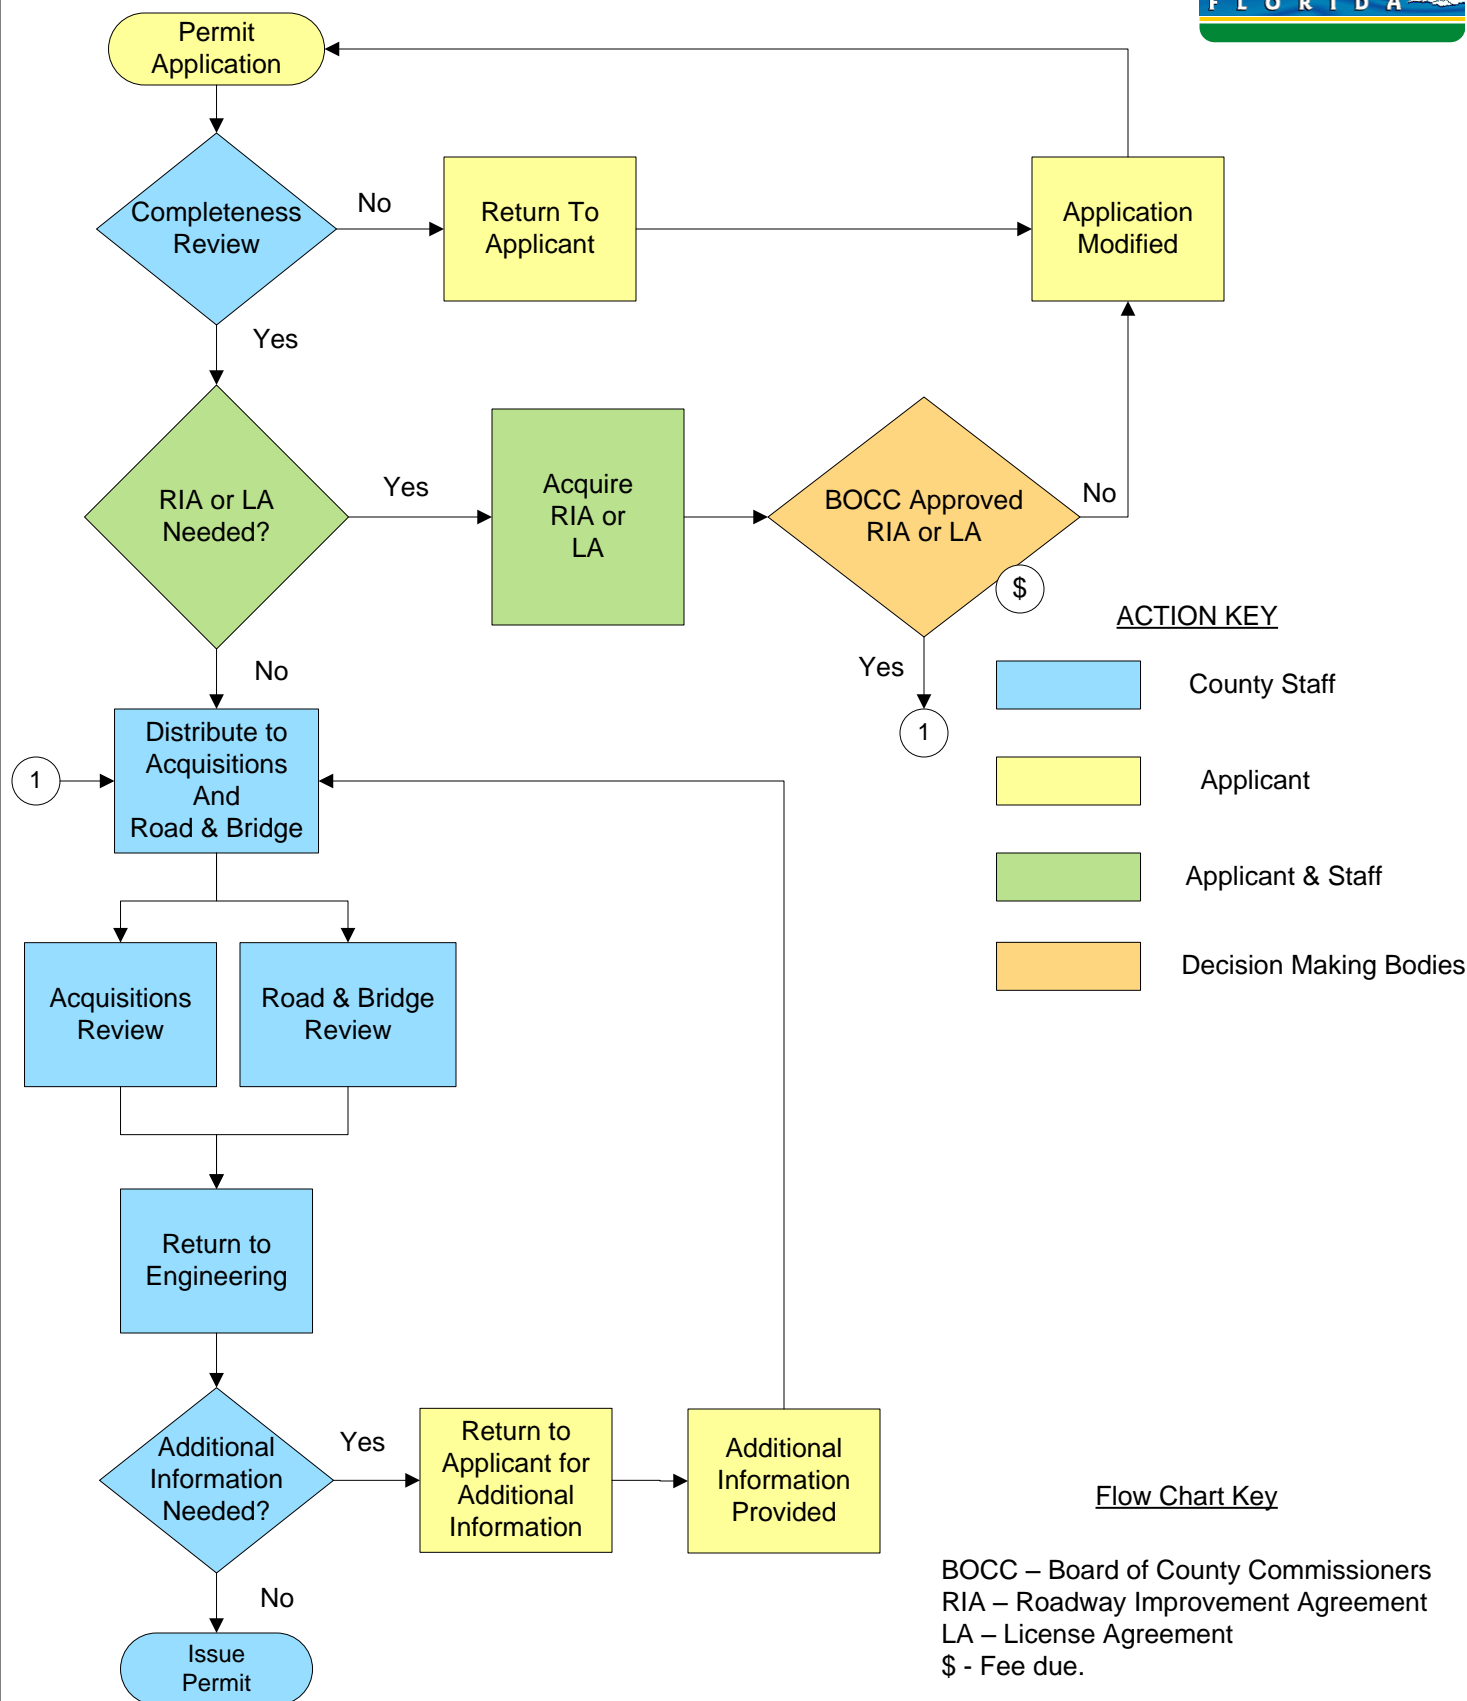 FLORIDA
Permit
Application
Completeness
Review
No
Return To
Applicant
Application
Modified
Yes
RIA or LA
Needed?
Yes
Acquire
RIA or
LA
BOCC Approved
RIA or LA
No
$
Yes
1
No
ACTION KEY
County Staff
Applicant
Applicant & Staff
Decision Making Bodies
1
Distribute to
Acquisitions
And
Road & Bridge
Acquisitions
Review
Road & Bridge
Review
Return to
Engineering
Additional
Information
Needed?
Yes
Return to
Applicant for
Additional
Information
Additional
Information
Provided
No
Issue
Permit
Flow Chart Key
BOCC – Board of County Commissioners
RIA – Roadway Improvement Agreement
LA – License Agreement
$ - Fee due.